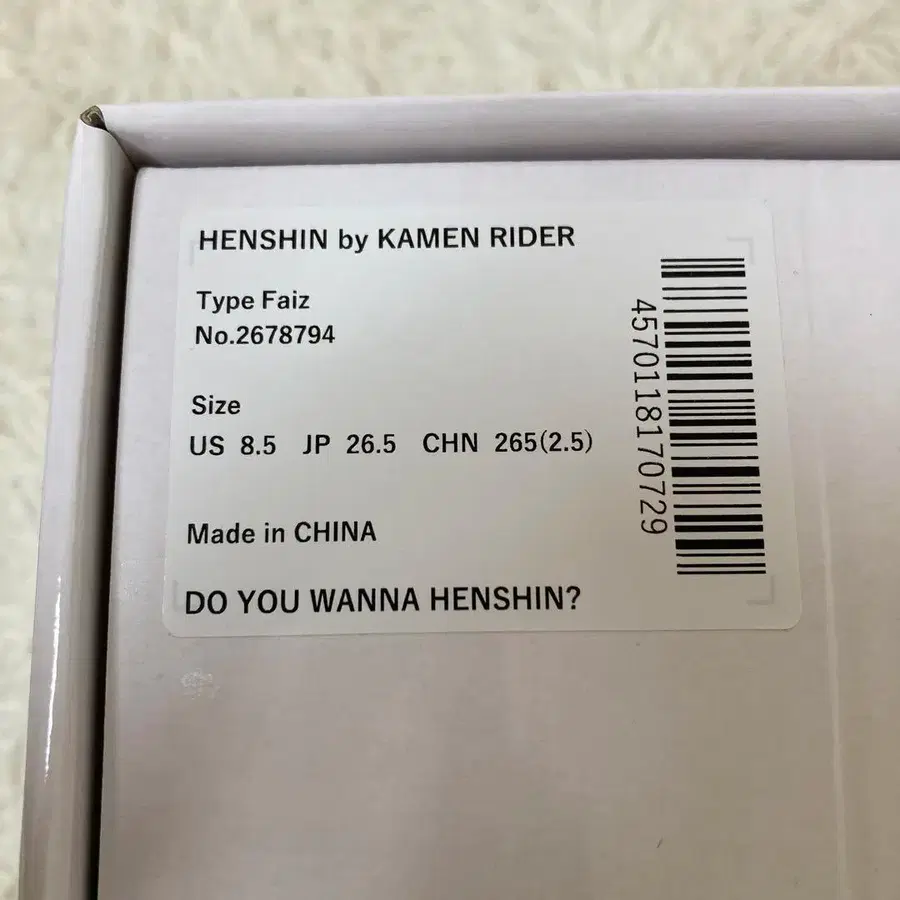 HENSHIN by KAMEN RIDER
Type Faiz
No.2678794
Size
US 8.5 JP 26.5 CHN 265(2.5)
Made in CHINA
DO YOU WANNA HENSHIN?
4570118170729